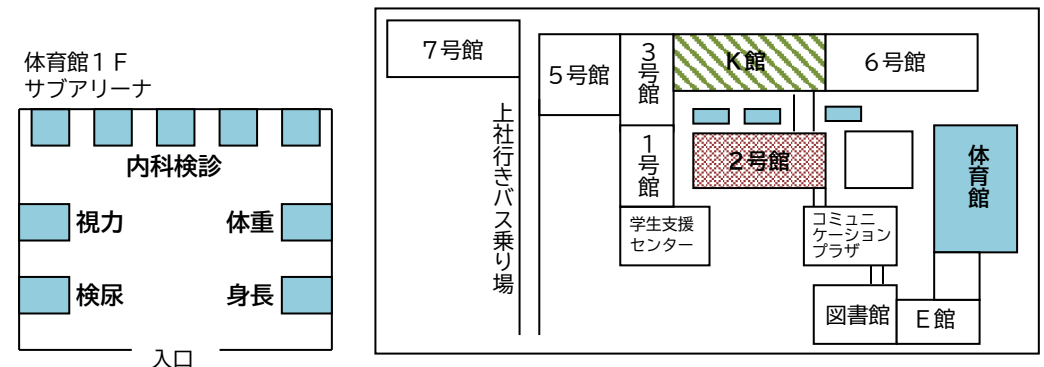 体育館１Ｆ
サブアリーナ
内科検診
視力
体重
検尿
身長
入口
７号館
５号館
３号館
Ｋ館
６号館
上社行きバス乗り場
１号館
２号館
体育館
学生支援
センター
コミュニ
ケーション
プラザ
図書館
Ｅ館